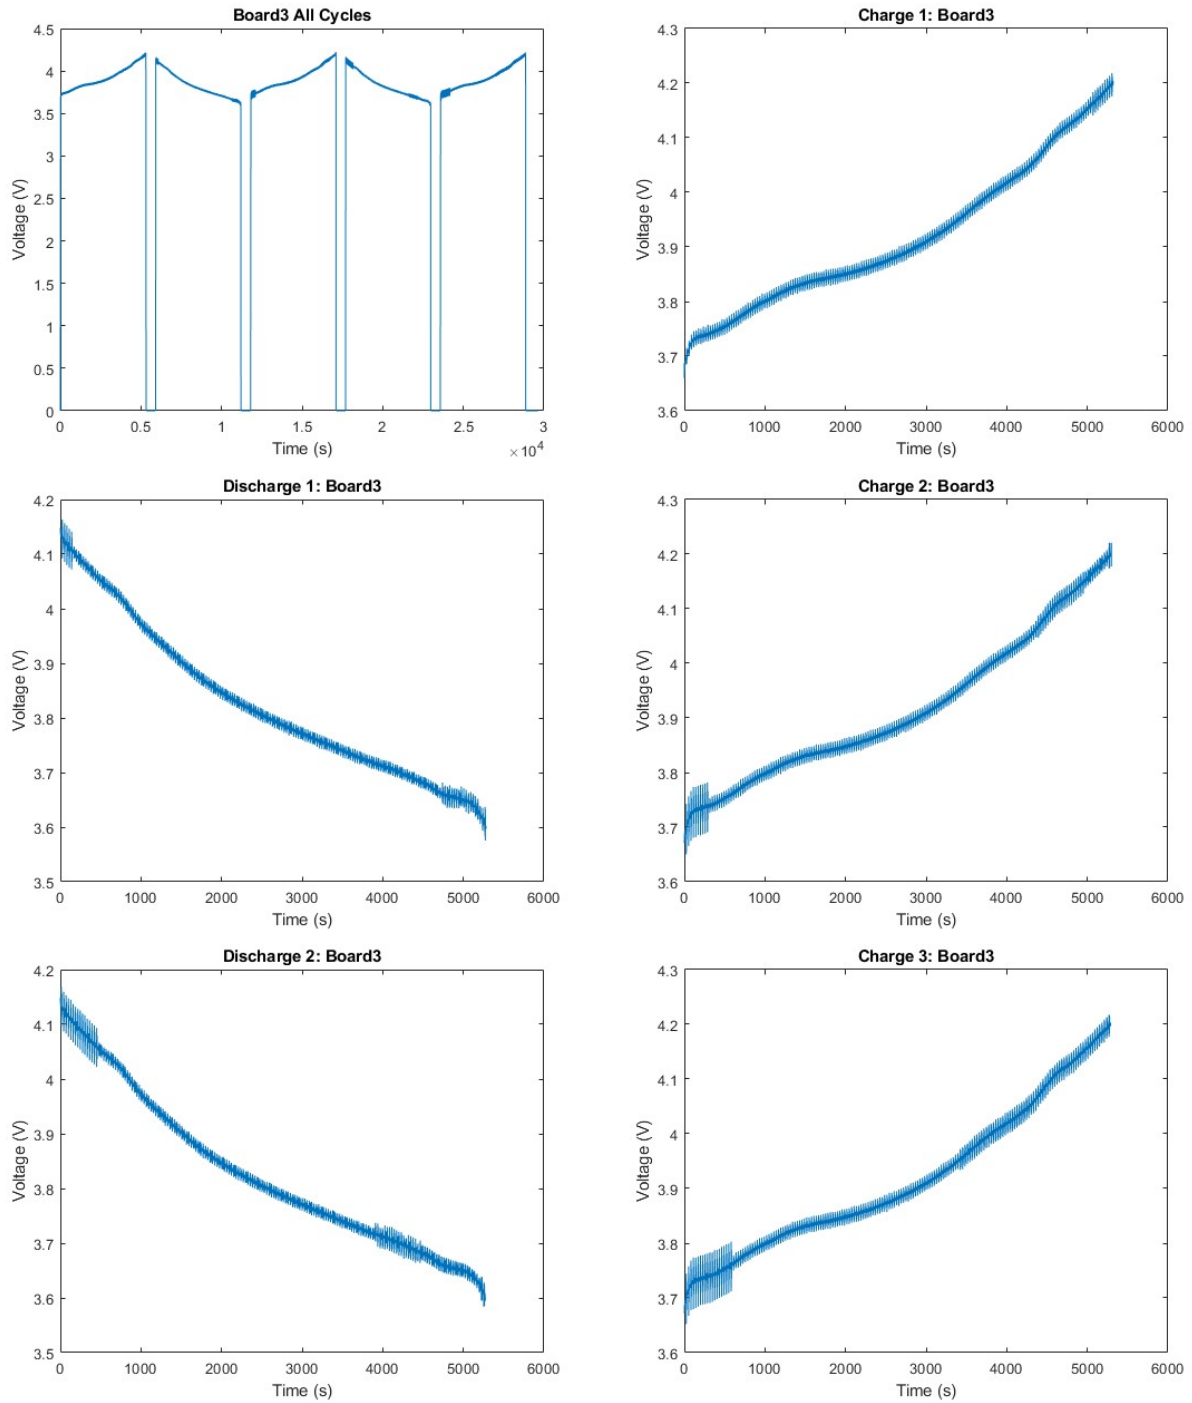 Board3 All Cycles
4.5
4
3.5
3
2.5
2
1.5
1
0.5
0
Voltage (V)
0 0.5 1 1.5 2 2.5 3
Time (s)
×10^4
Charge 1: Board3
4.3
4.2
4.1
4
3.9
3.8
3.7
3.6
Voltage (V)
0 1000 2000 3000 4000 5000 6000
Time (s)
Discharge 1: Board3
4.2
4.1
4
3.9
3.8
3.7
3.6
3.5
Voltage (V)
0 1000 2000 3000 4000 5000 6000
Time (s)
Charge 2: Board3
4.3
4.2
4.1
4
3.9
3.8
3.7
3.6
Voltage (V)
0 1000 2000 3000 4000 5000 6000
Time (s)
Discharge 2: Board3
4.2
4.1
4
3.9
3.8
3.7
3.6
3.5
Voltage (V)
0 1000 2000 3000 4000 5000 6000
Time (s)
Charge 3: Board3
4.3
4.2
4.1
4
3.9
3.8
3.7
3.6
Voltage (V)
0 1000 2000 3000 4000 5000 6000
Time (s)